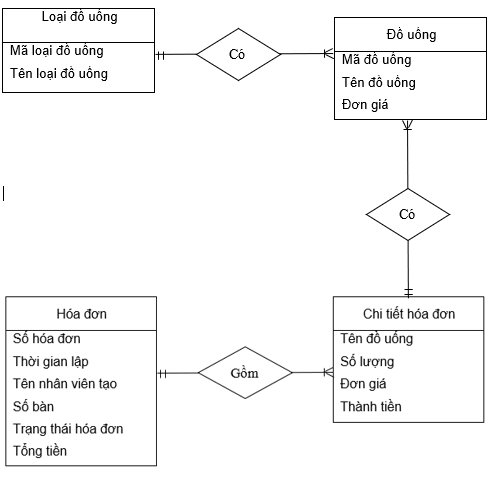 Loại đồ uống
Mã loại đồ uống
Tên loại đồ uống
Có
Đồ uống
Mã đồ uống
Tên đồ uống
Đơn giá
Có
Hóa đơn
Số hóa đơn
Thời gian lập
Tên nhân viên tạo
Số bàn
Trạng thái hóa đơn
Tổng tiền
Gồm
Chi tiết hóa đơn
Tên đồ uống
Số lượng
Đơn giá
Thành tiền